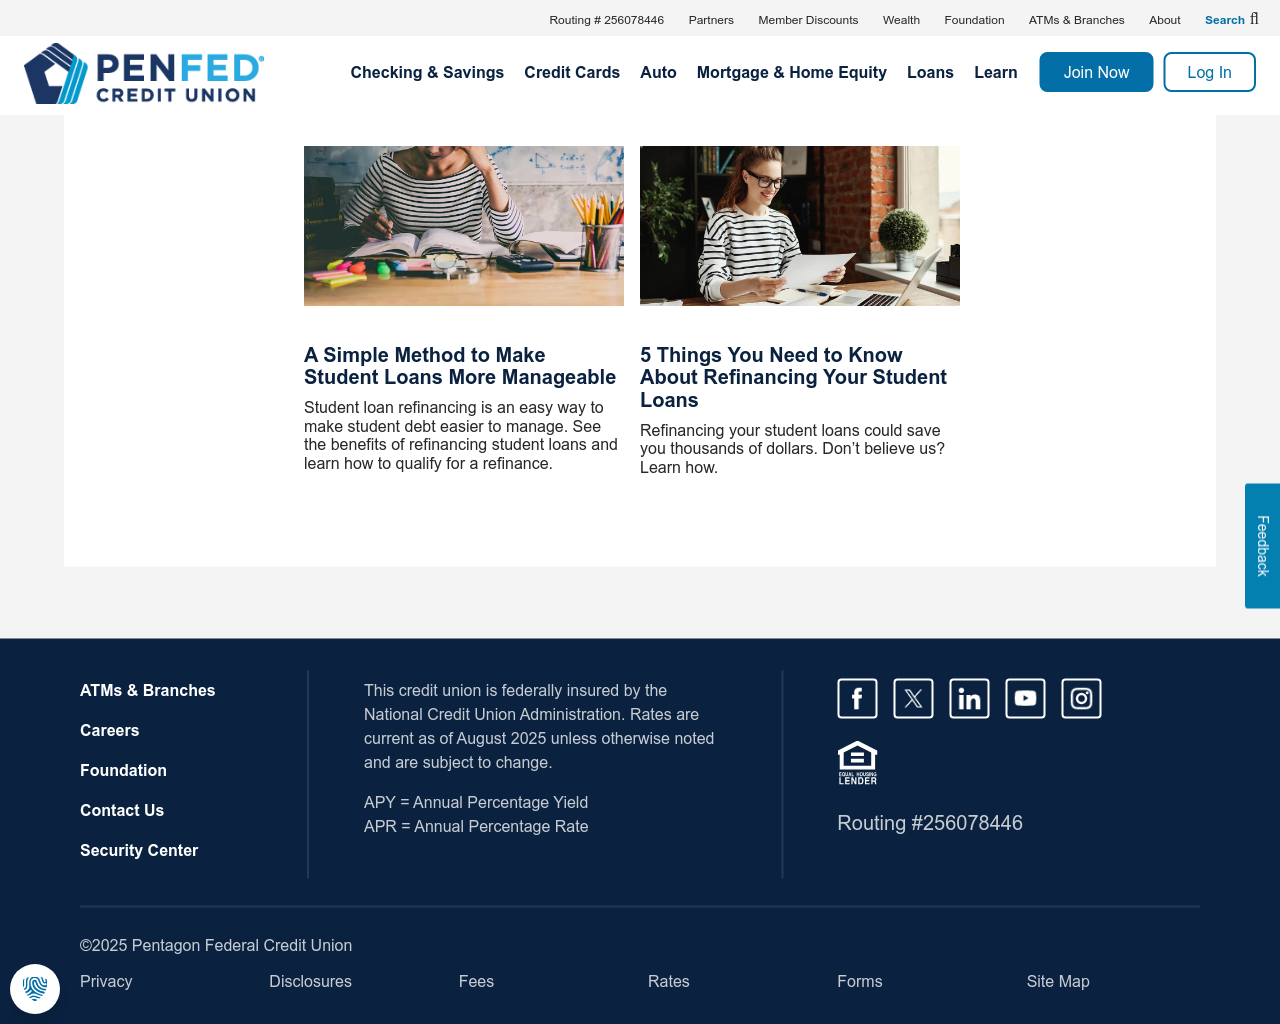 Routing # 256078446
Partners
Member Discounts
Wealth
Foundation
ATMs & Branches
About
Search
PENFED®
CREDIT UNION
Checking & Savings
Credit Cards
Auto
Mortgage & Home Equity
Loans
Learn
Join Now
Log In
A Simple Method to Make
Student Loans More Manageable
Student loan refinancing is an easy way to
make student debt easier to manage. See
the benefits of refinancing student loans and
learn how to qualify for a refinance.
5 Things You Need to Know
About Refinancing Your Student
Loans
Refinancing your student loans could save
you thousands of dollars. Don’t believe us?
Learn how.
Feedback
ATMs & Branches
Careers
Foundation
Contact Us
Security Center
This credit union is federally insured by the
National Credit Union Administration. Rates are
current as of August 2025 unless otherwise noted
and are subject to change.
APY = Annual Percentage Yield
APR = Annual Percentage Rate
EQUAL HOUSING
LENDER
Routing #256078446
©2025 Pentagon Federal Credit Union
Privacy
Disclosures
Fees
Rates
Forms
Site Map